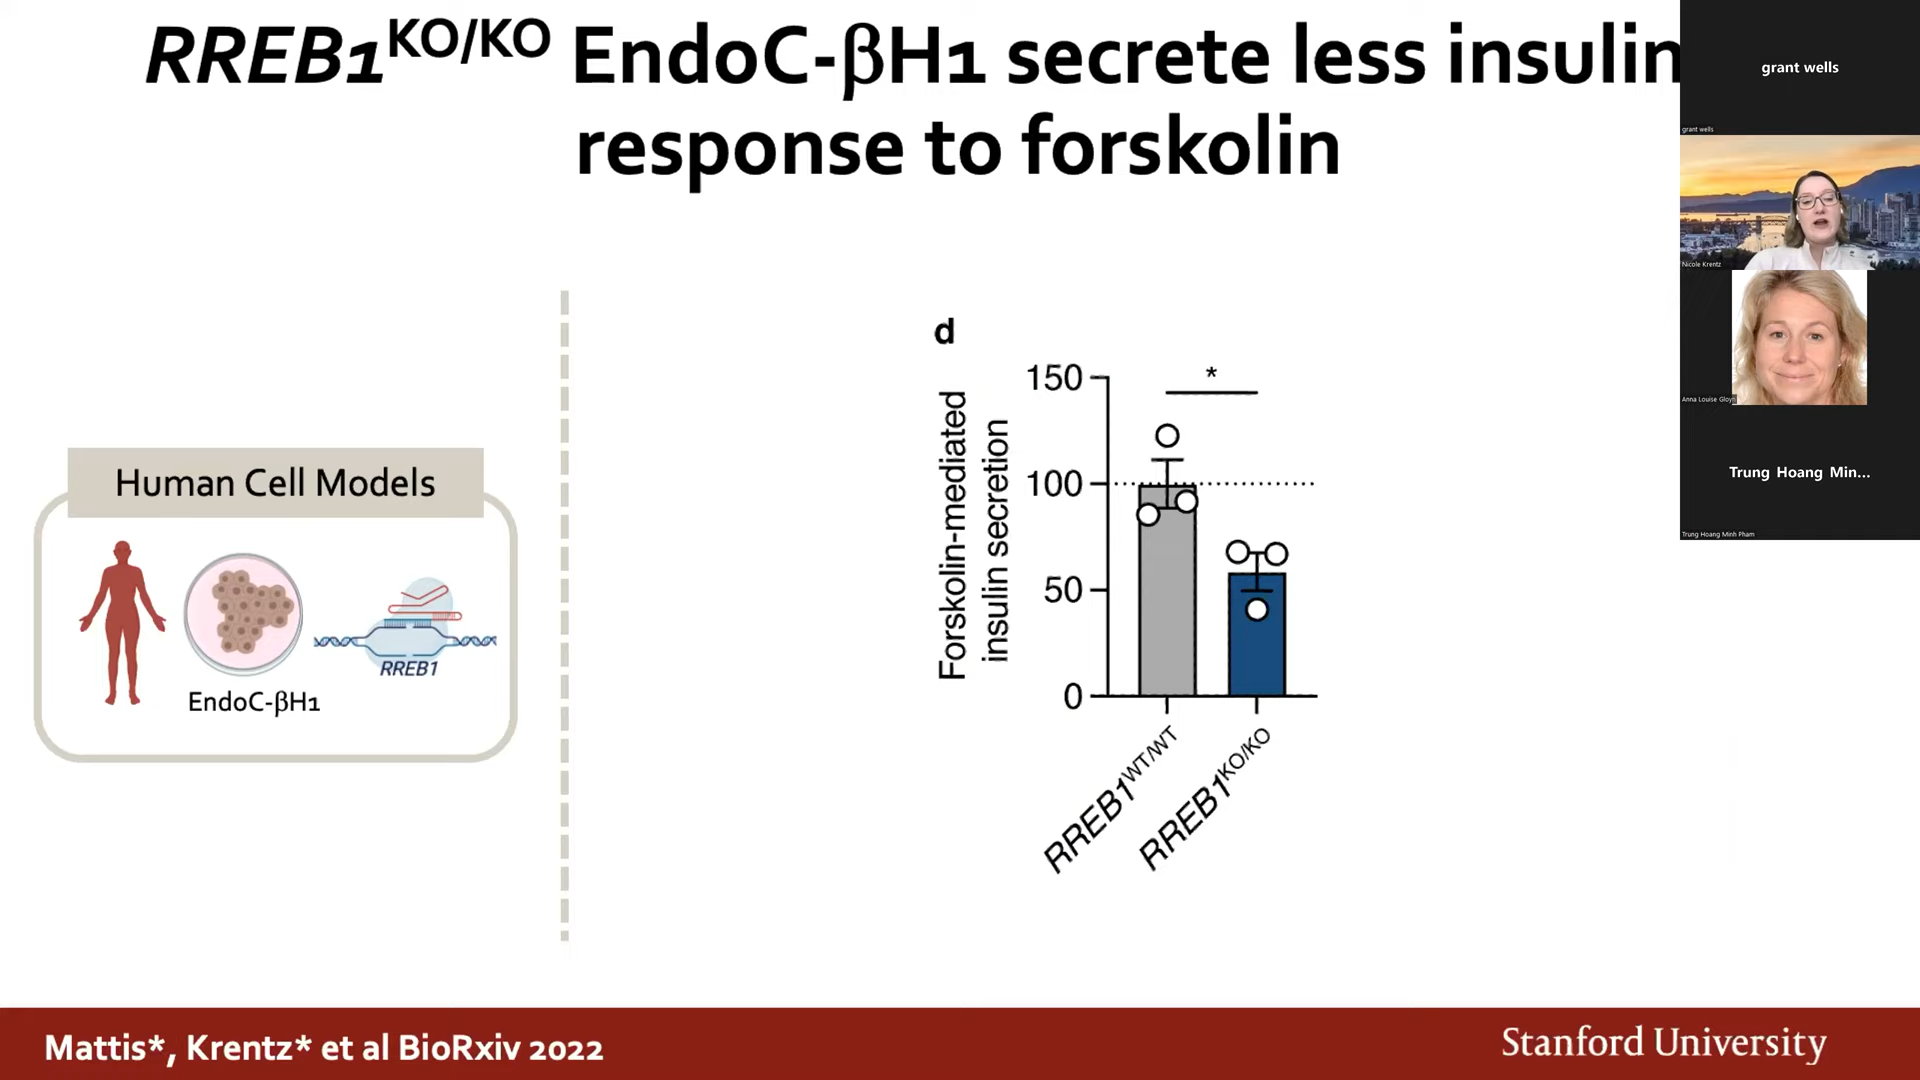 RREB1KO/KO EndoC-βH1 secrete less insulin
response to forskolin
grant wells
grant wells
Nicole Krentz
Anna Louise Gloyn
Trung Hoang Min...
Trung Hoang Minh Pham
Human Cell Models
RREB1
EndoC-βH1
d
Forskolin-mediated
insulin secretion
150
100
50
0
*
RREB1WT/WT
RREB1KO/KO
Mattis*, Krentz* et al BioRxiv 2022
Stanford University